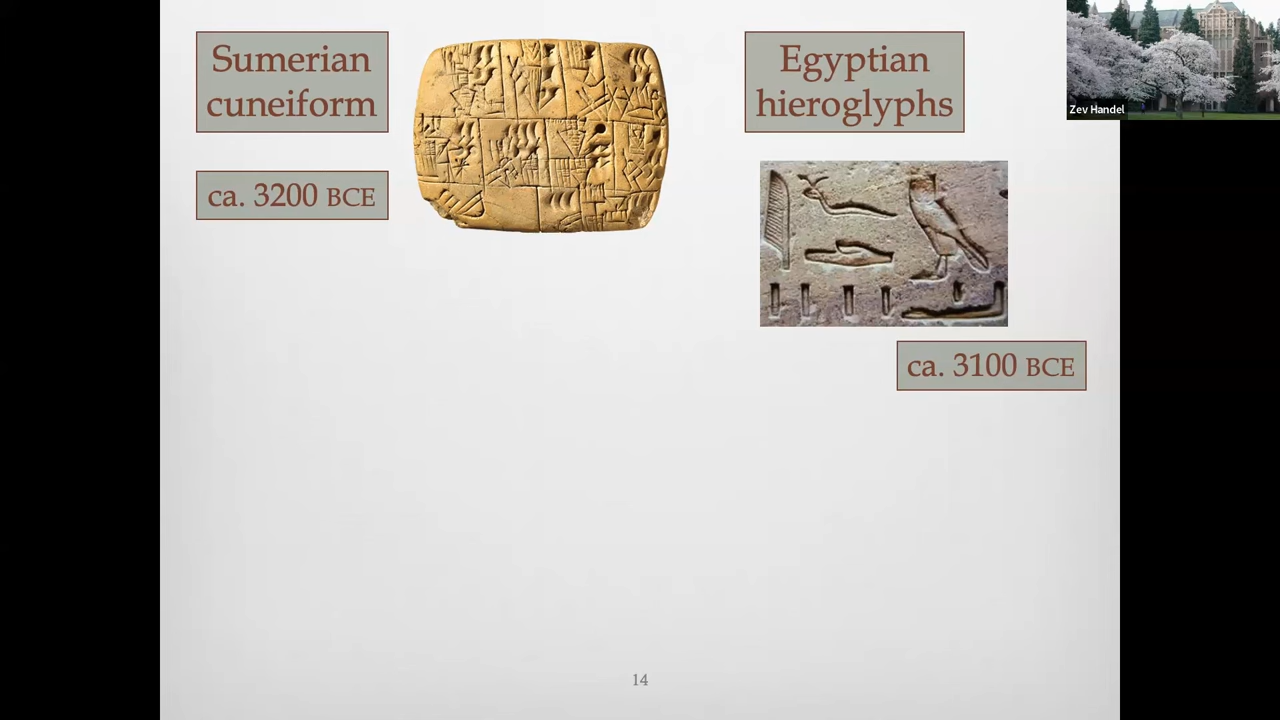 Sumerian
cuneiform
ca. 3200 BCE
Egyptian
hieroglyphs
ca. 3100 BCE
Zev Handel
14